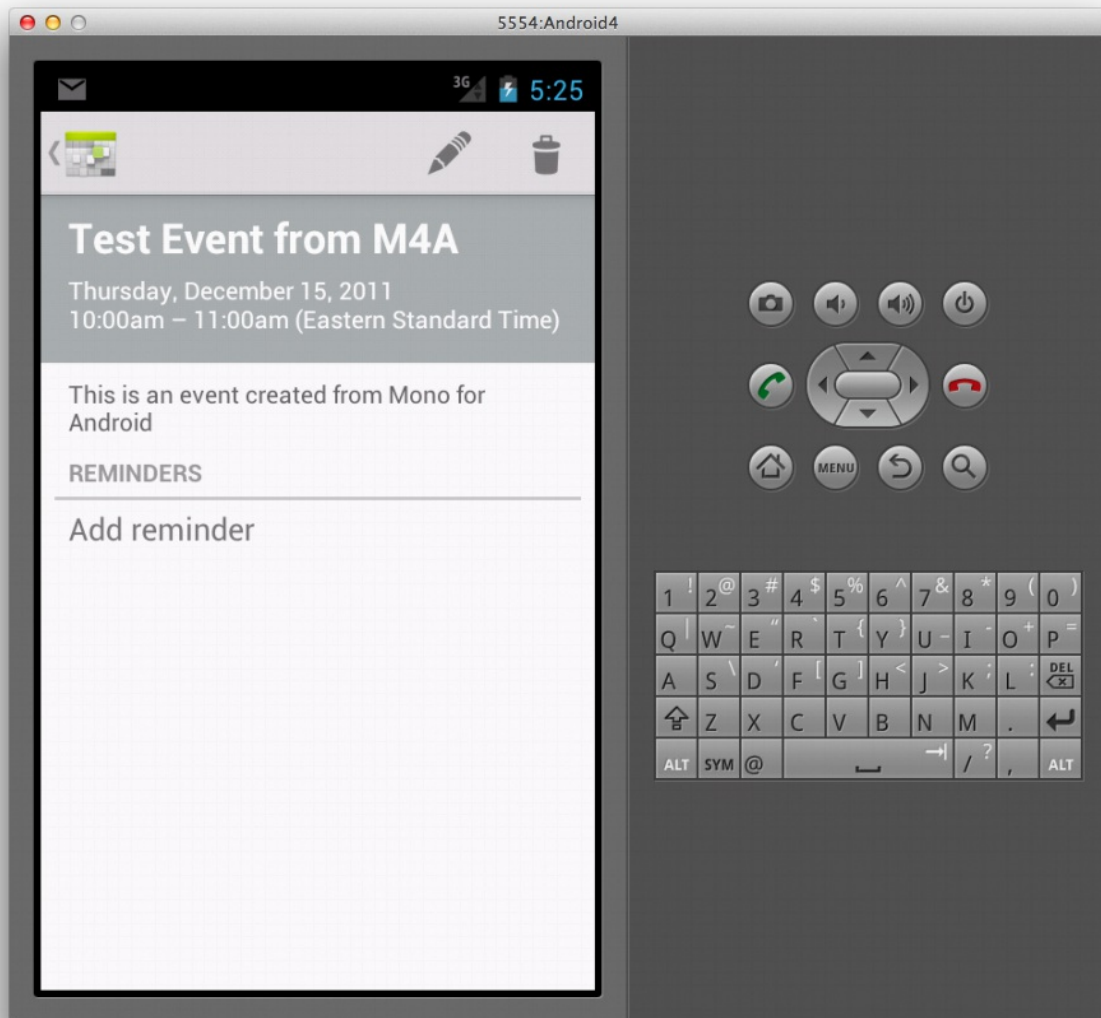 5554:Android4
3G 5:25
Test Event from M4A
Thursday, December 15, 2011
10:00am – 11:00am (Eastern Standard Time)
This is an event created from Mono for
Android
REMINDERS
Add reminder
MENU
1 ! 2 @ 3 # 4 $ 5 % 6 ^ 7 & 8 * 9 ( 0 )
Q | W ~ E " R ` T { Y } U _ I - O + P =
A S \ D ' F [ G ] H < J > K ; L : DEL
Z X C V B N M .
ALT SYM @ / ? , ALT